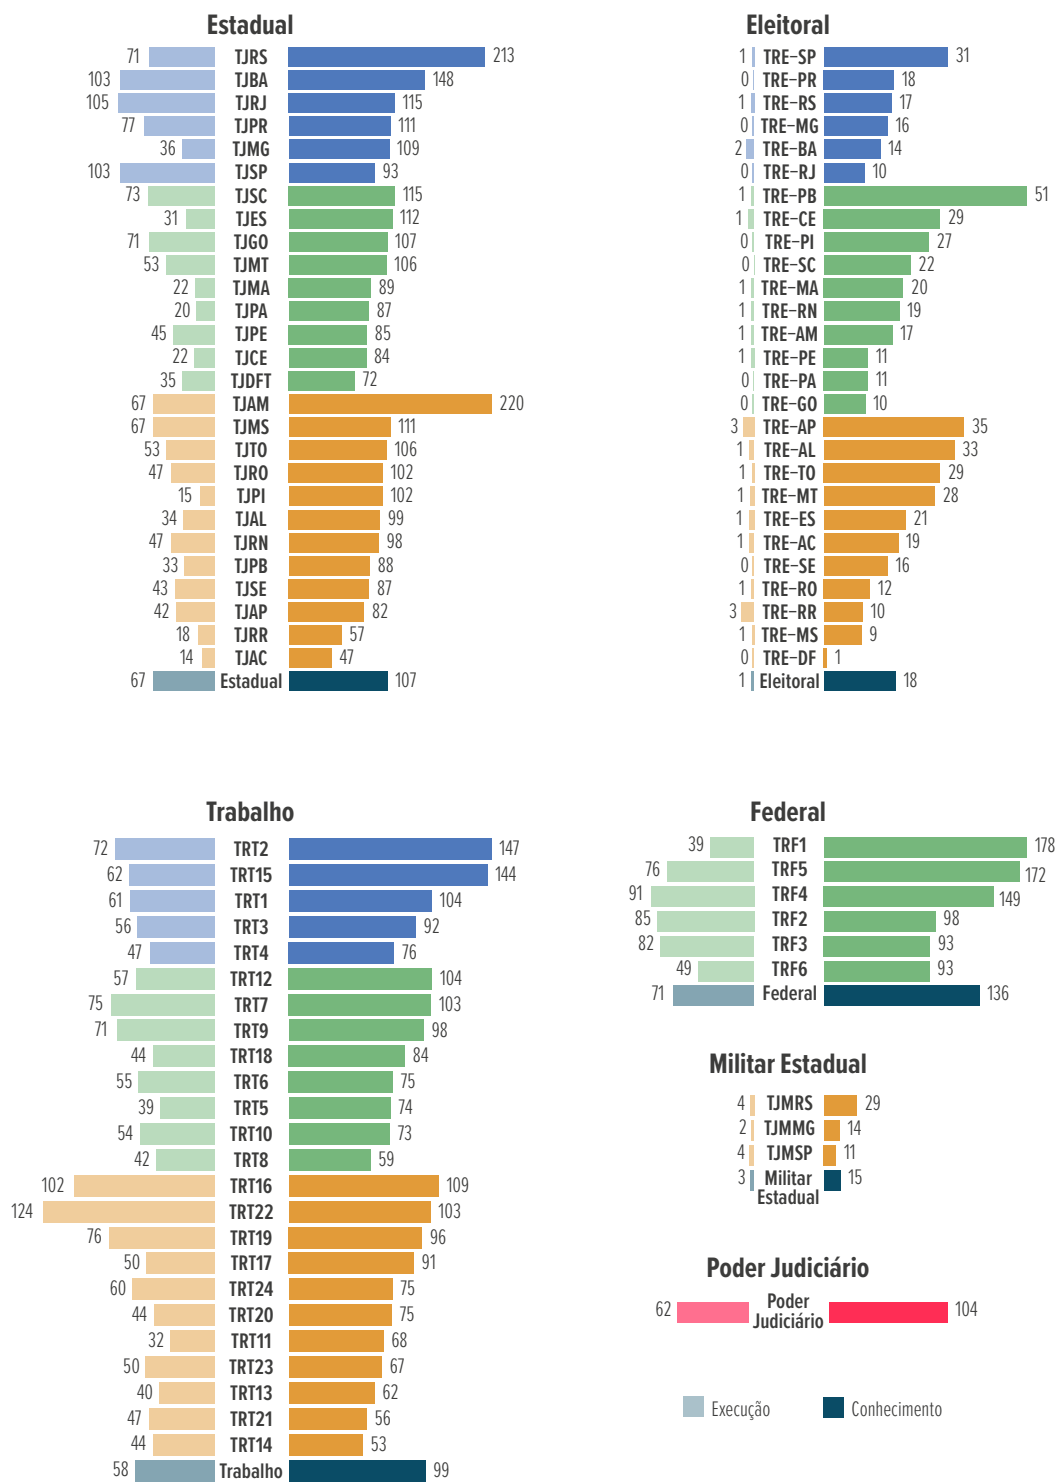 Estadual
71 TJRS 213
103 TJBA 148
105 TJRJ 115
77 TJPR 111
36 TJMG 109
103 TJSP 93
73 TJSC 115
31 TJES 112
71 TJGO 107
53 TJMT 106
22 TJMA 89
20 TJPA 87
45 TJPE 85
22 TJCE 84
35 TJDFT 72
67 TJAM 220
67 TJMS 111
53 TJTO 106
47 TJRO 102
15 TJPI 102
34 TJAL 99
47 TJRN 98
33 TJPB 88
43 TJSE 87
42 TJAP 82
18 TJRR 57
14 TJAC 47
67 Estadual 107
Eleitoral
1 TRE-SP 31
0 TRE-PR 18
1 TRE-RS 17
0 TRE-MG 16
2 TRE-BA 14
0 TRE-RJ 10
1 TRE-PB 51
1 TRE-CE 29
0 TRE-PI 27
0 TRE-SC 22
1 TRE-MA 20
1 TRE-RN 19
1 TRE-AM 17
1 TRE-PE 11
0 TRE-PA 11
0 TRE-GO 10
3 TRE-AP 35
1 TRE-AL 33
1 TRE-TO 29
1 TRE-MT 28
1 TRE-ES 21
1 TRE-AC 19
0 TRE-SE 16
1 TRE-RO 12
3 TRE-RR 10
1 TRE-MS 9
0 TRE-DF 1
1 Eleitoral 18
Trabalho
72 TRT2 147
62 TRT15 144
61 TRT1 104
56 TRT3 92
47 TRT4 76
57 TRT12 104
75 TRT7 103
71 TRT9 98
44 TRT18 84
55 TRT6 75
39 TRT5 74
54 TRT10 73
42 TRT8 59
102 TRT16 109
124 TRT22 103
76 TRT19 96
50 TRT17 91
60 TRT24 75
44 TRT20 75
32 TRT11 68
50 TRT23 67
40 TRT13 62
47 TRT21 56
44 TRT14 53
58 Trabalho 99
Federal
39 TRF1 178
76 TRF5 172
91 TRF4 149
85 TRF2 98
82 TRF3 93
49 TRF6 93
71 Federal 136
Militar Estadual
4 TJMRS 29
2 TJMMG 14
4 TJMSP 11
3 Militar 15
Estadual
Poder Judiciário
62 Poder 104
Judiciário
Execução Conhecimento